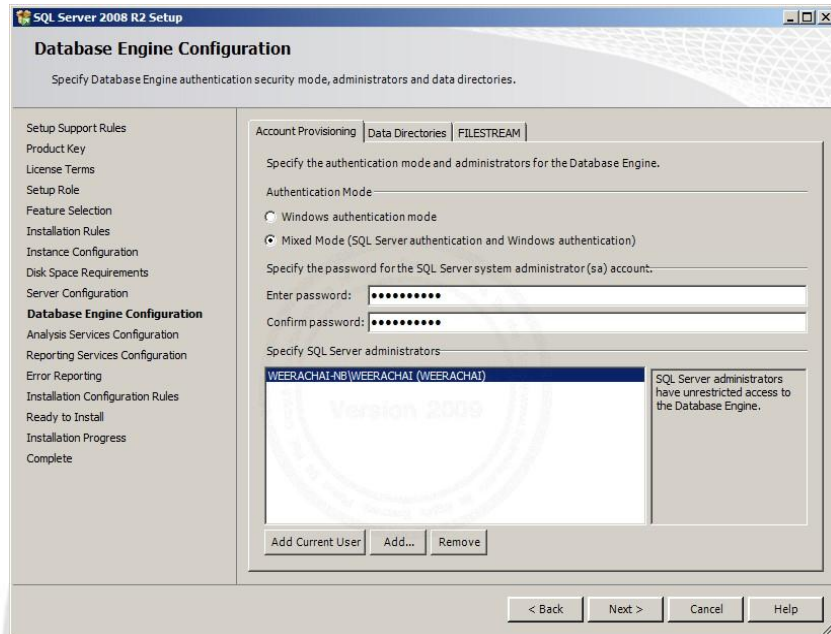 SQL Server 2008 R2 Setup
Database Engine Configuration
Specify Database Engine authentication security mode, administrators and data directories.
Setup Support Rules
Product Key
License Terms
Setup Role
Feature Selection
Installation Rules
Instance Configuration
Disk Space Requirements
Server Configuration
Database Engine Configuration
Analysis Services Configuration
Reporting Services Configuration
Error Reporting
Installation Configuration Rules
Ready to Install
Installation Progress
Complete
Account Provisioning Data Directories FILESTREAM
Specify the authentication mode and administrators for the Database Engine.
Authentication Mode
Windows authentication mode
Mixed Mode (SQL Server authentication and Windows authentication)
Specify the password for the SQL Server system administrator (sa) account.
Enter password: ●●●●●●●●●●
Confirm password: ●●●●●●●●●●
Specify SQL Server administrators
WEERACHAI-NB\WEERACHAI (WEERACHAI)
SQL Server administrators
have unrestricted access to
the Database Engine.
Version 2009
Add Current User Add... Remove
< Back Next > Cancel Help